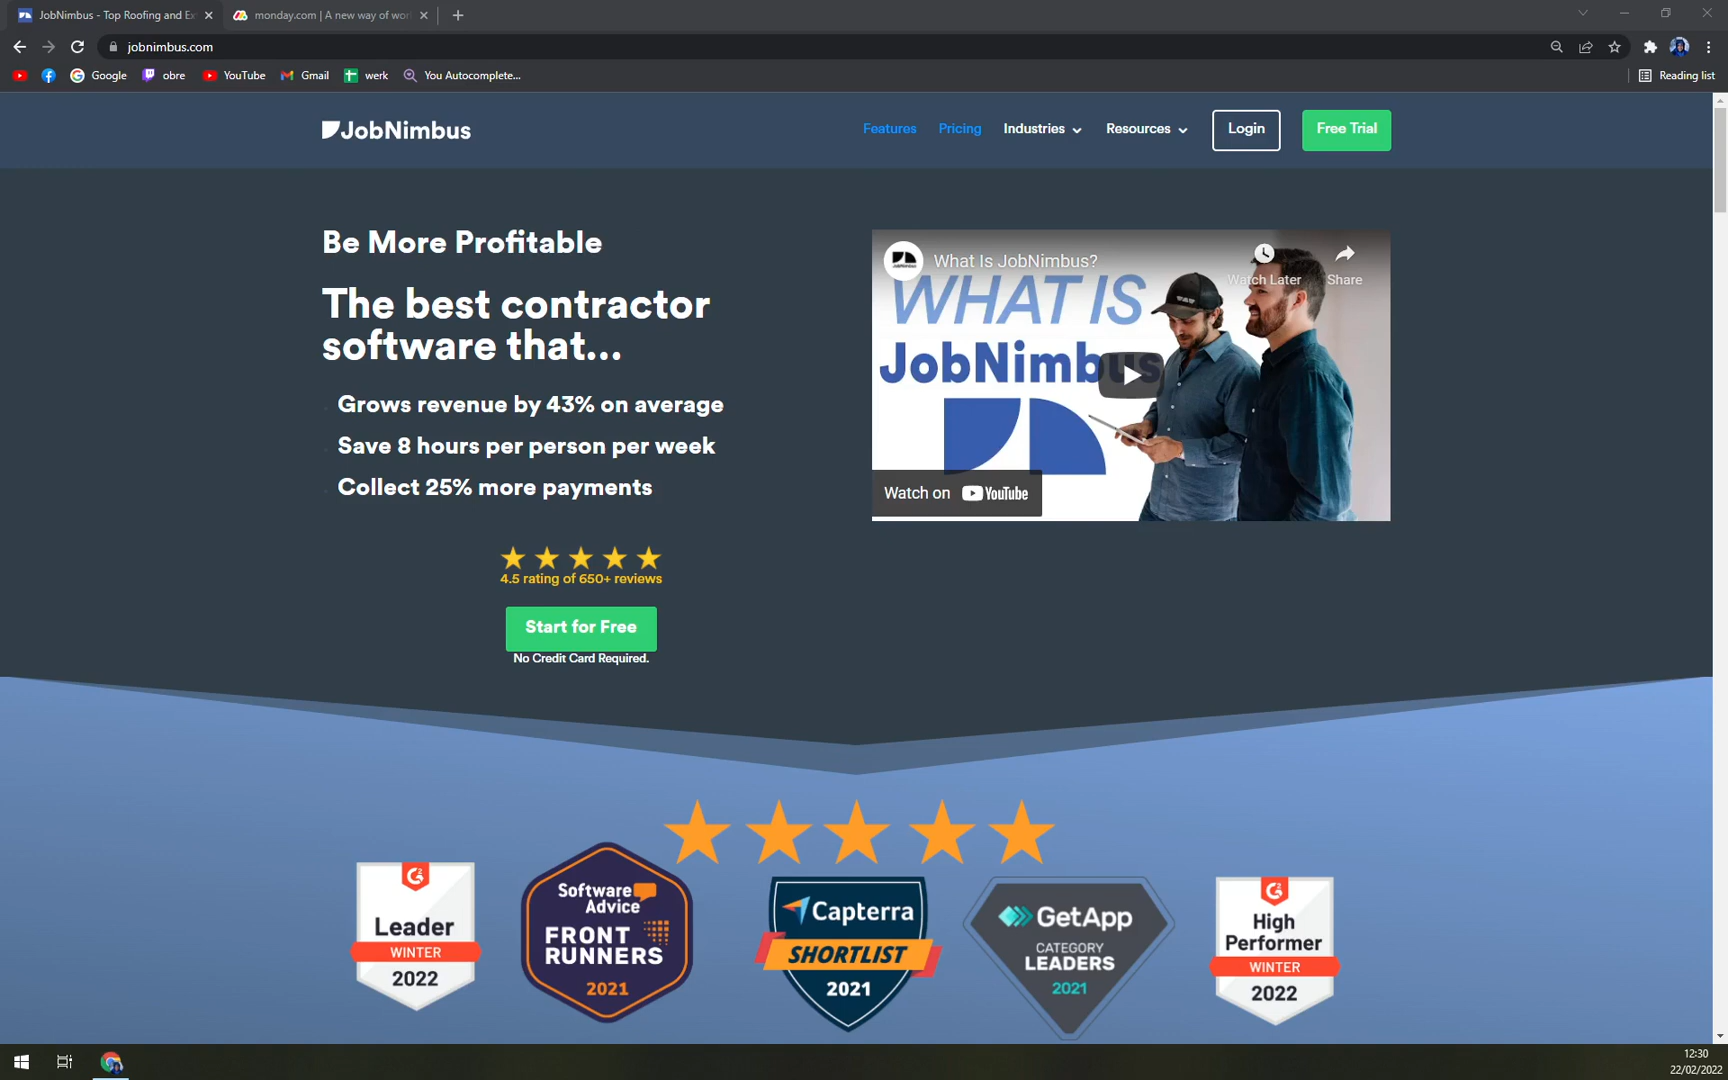 JobNimbus - Top Roofing and Ex
monday.com | A new way of wor
jobnimbus.com
Google
obre
YouTube
Gmail
werk
You Autocomplete...
Reading list
JobNimbus
Features
Pricing
Industries
Resources
Login
Free Trial
Be More Profitable
The best contractor
software that...
Grows revenue by 43% on average
Save 8 hours per person per week
Collect 25% more payments
4.5 rating of 650+ reviews
Start for Free
No Credit Card Required.
What Is JobNimbus?
Watch Later
Share
WHAT IS
JobNimbus
Watch on YouTube
Leader
WINTER
2022
Software
Advice
FRONT
RUNNERS
2021
Capterra
SHORTLIST
2021
GetApp
CATEGORY
LEADERS
2021
High
Performer
WINTER
2022
12:30
22/02/2022